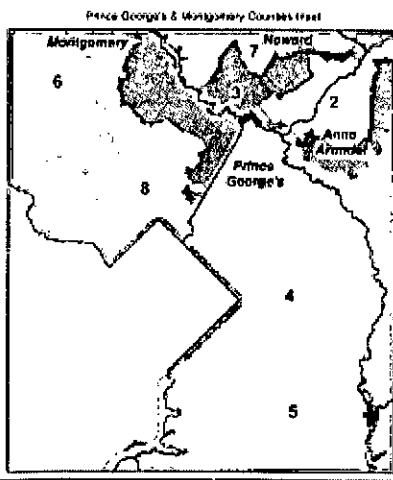 Prince George's & Montgomery Counties Inset
Montgomery
Howard
7
6
3
2
Anne
Arundel
Prince
George's
8
4
5